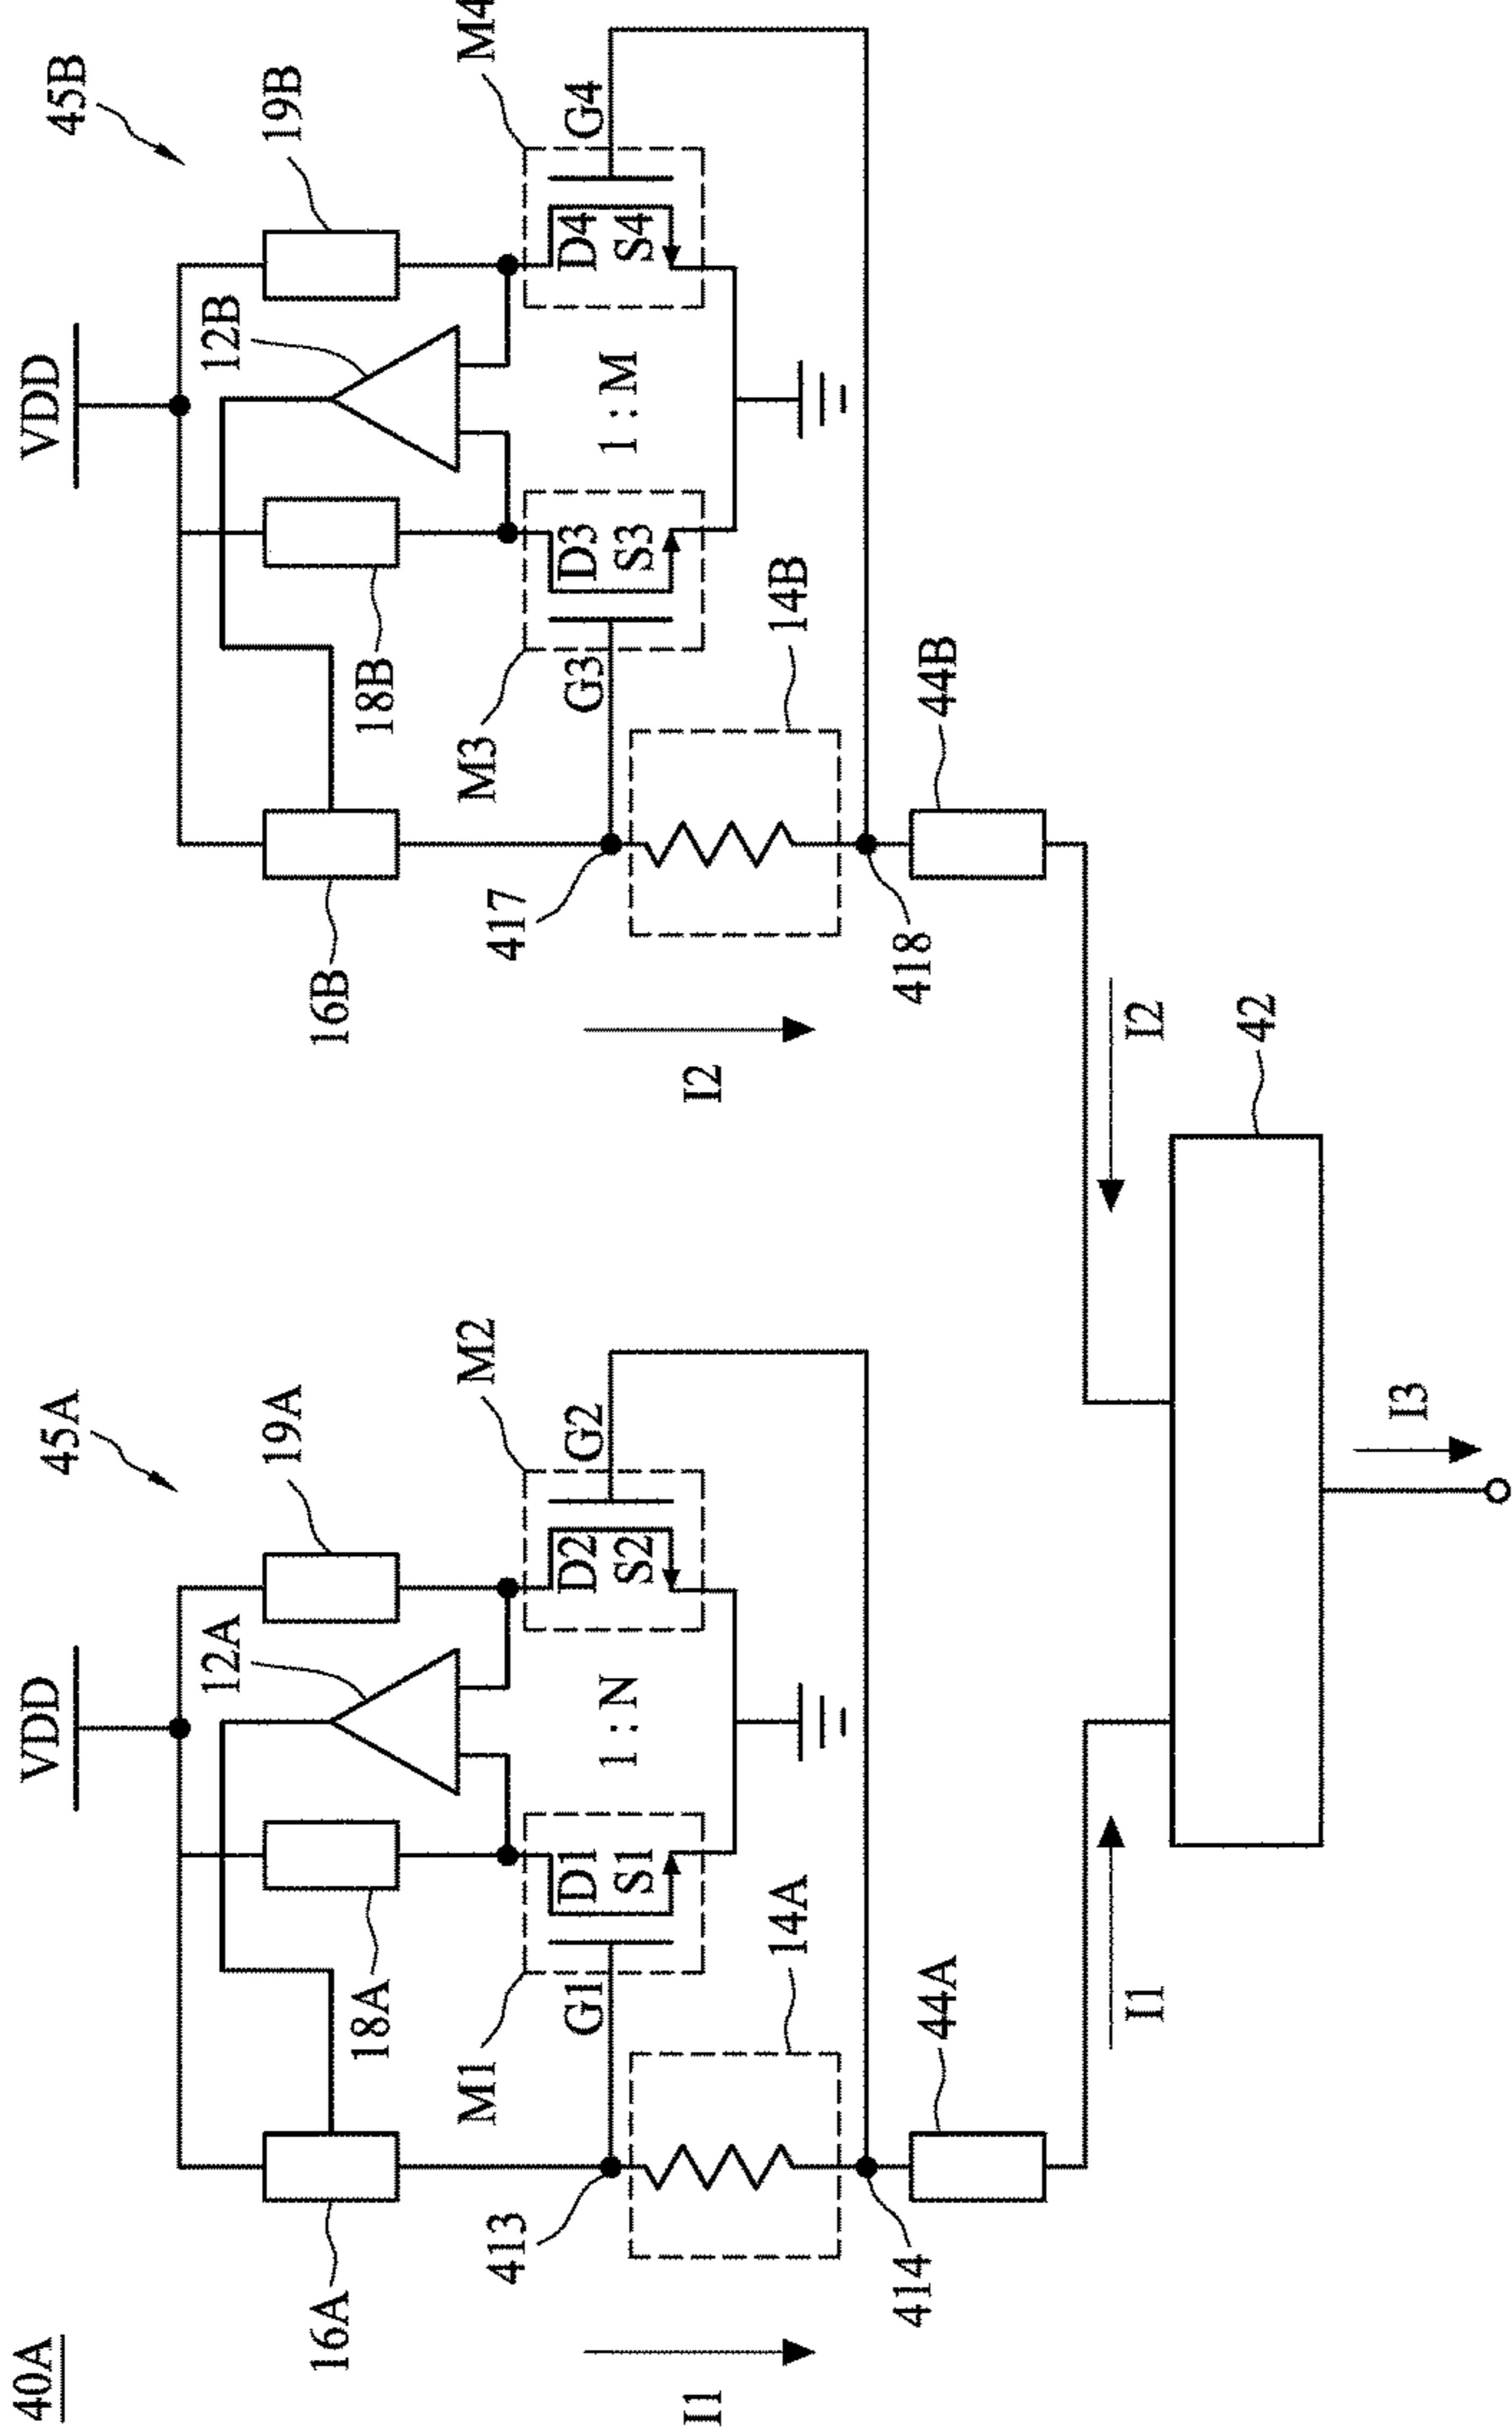 40A
VDD
45A
VDD
45B
16A
18A
12A
19A
16B
18B
12B
19B
M1
M2
M3
M4
413
G1
D1
S1
1 : N
D2
S2
G2
417
G3
D3
S3
1 : M
D4
S4
G4
I1
14A
I2
14B
414
44A
418
44B
I1
I2
42
I3